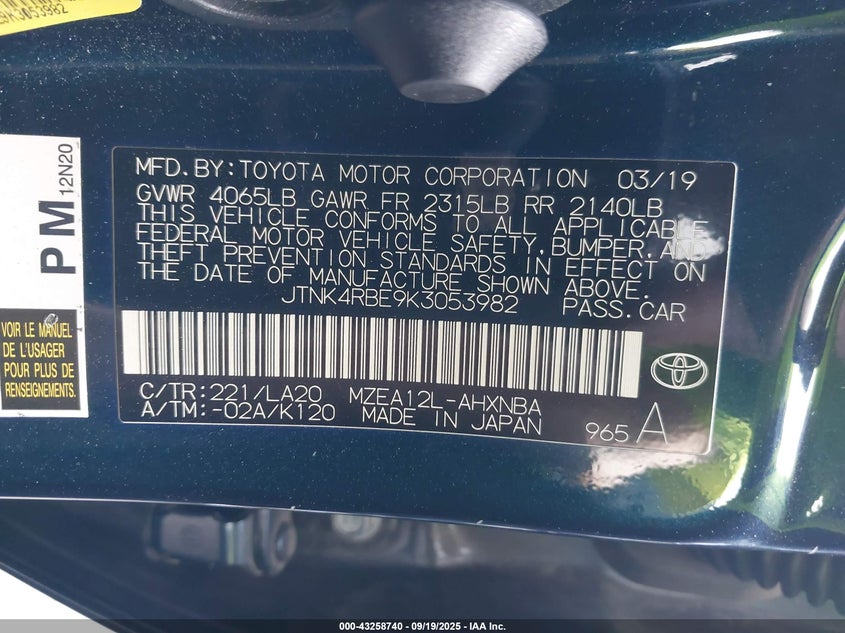 K3053982
PM 12N20
VOIR LE MANUEL
DE L'USAGER
POUR PLUS DE
RENSEIGNEMENTS.
MFD.BY:TOYOTA MOTOR CORPORATION 03/19
GVWR 4065LB GAWR FR 2315LB RR 2140LB
THIS VEHICLE CONFORMS TO ALL APPLICABLE
FEDERAL MOTOR VEHICLE SAFETY,BUMPER,AND
THEFT PREVENTION STANDARDS IN EFFECT ON
THE DATE OF MANUFACTURE SHOWN ABOVE.
JTNK4RBE9K3053982 PASS.CAR
C/TR:221/LA20 MZEA12L-AHXNBA
A/TM:-02A/K120 MADE IN JAPAN 965 A
000-43258740 - 09/19/2025 - IAA Inc.